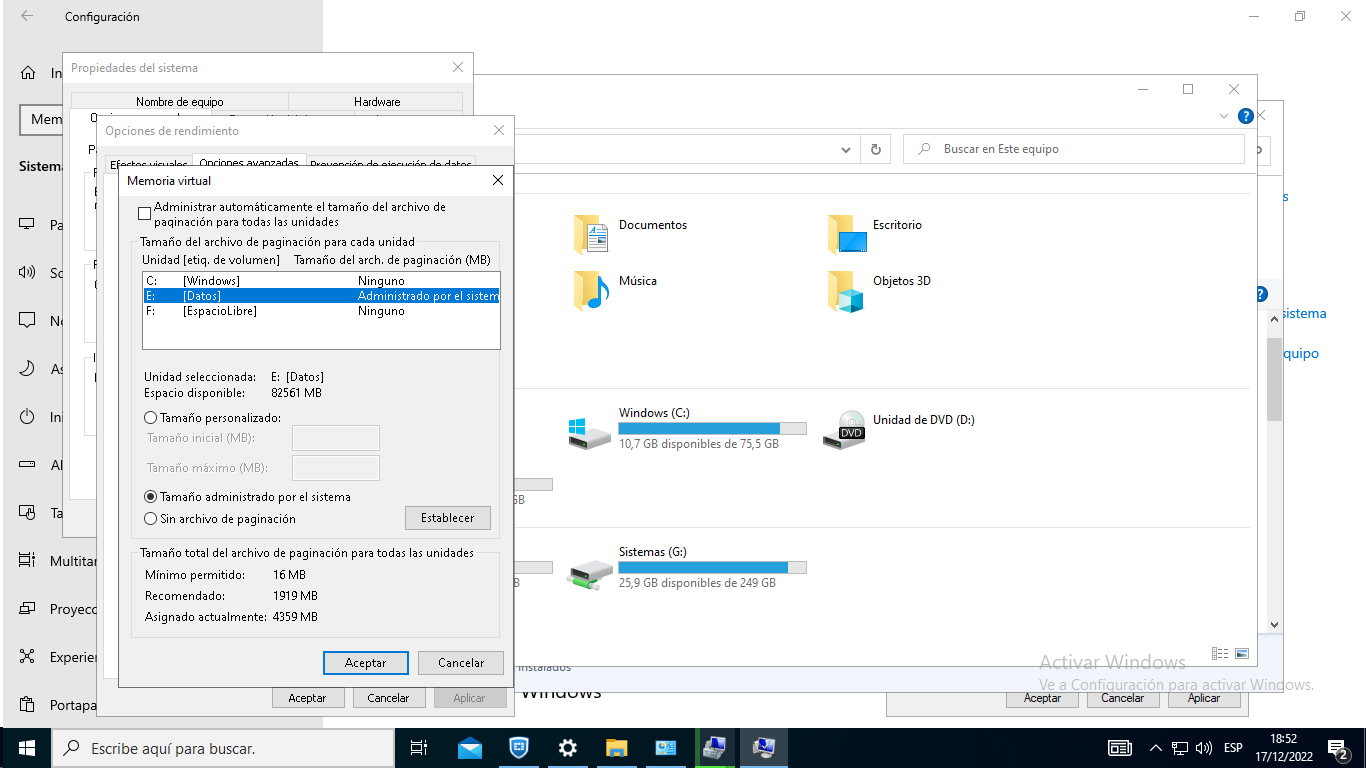 Configuración
Propiedades del sistema
Nombre de equipo
Hardware
Mem
Opciones de rendimiento
Sistema
Efectos visuales
Opciones avanzadas
Prevención de ejecución de datos
Buscar en Este equipo
Memoria virtual
Administrar automáticamente el tamaño del archivo de
paginación para todas las unidades
Tamaño del archivo de paginación para cada unidad
Unidad [etiq. de volumen] Tamaño del arch. de paginación (MB)
C: [Windows] Ninguno
E: [Datos] Administrado por el sistem
F: [EspacioLibre] Ninguno
Unidad seleccionada: E: [Datos]
Espacio disponible: 82561 MB
Tamaño personalizado:
Tamaño inicial (MB):
Tamaño máximo (MB):
Tamaño administrado por el sistema
Sin archivo de paginación
Establecer
Tamaño total del archivo de paginación para todas las unidades
Mínimo permitido: 16 MB
Recomendado: 1919 MB
Asignado actualmente: 4359 MB
Aceptar
Cancelar
Aceptar
Cancelar
Aplicar
In
Pa
So
No
As
Ini
Al
Ta
Multitar
Proyecc
Experier
Portapa
Documentos
Escritorio
Música
Objetos 3D
Windows (C:)
10,7 GB disponibles de 75,5 GB
Unidad de DVD (D:)
GB
Sistemas (G:)
25,9 GB disponibles de 249 GB
B
s
sistema
quipo
instalados
Windows
Activar Windows
Ve a Configuración para activar Windows.
Aceptar
Cancelar
Aplicar
Escribe aquí para buscar.
DVD
ESP
18:52
17/12/2022
2